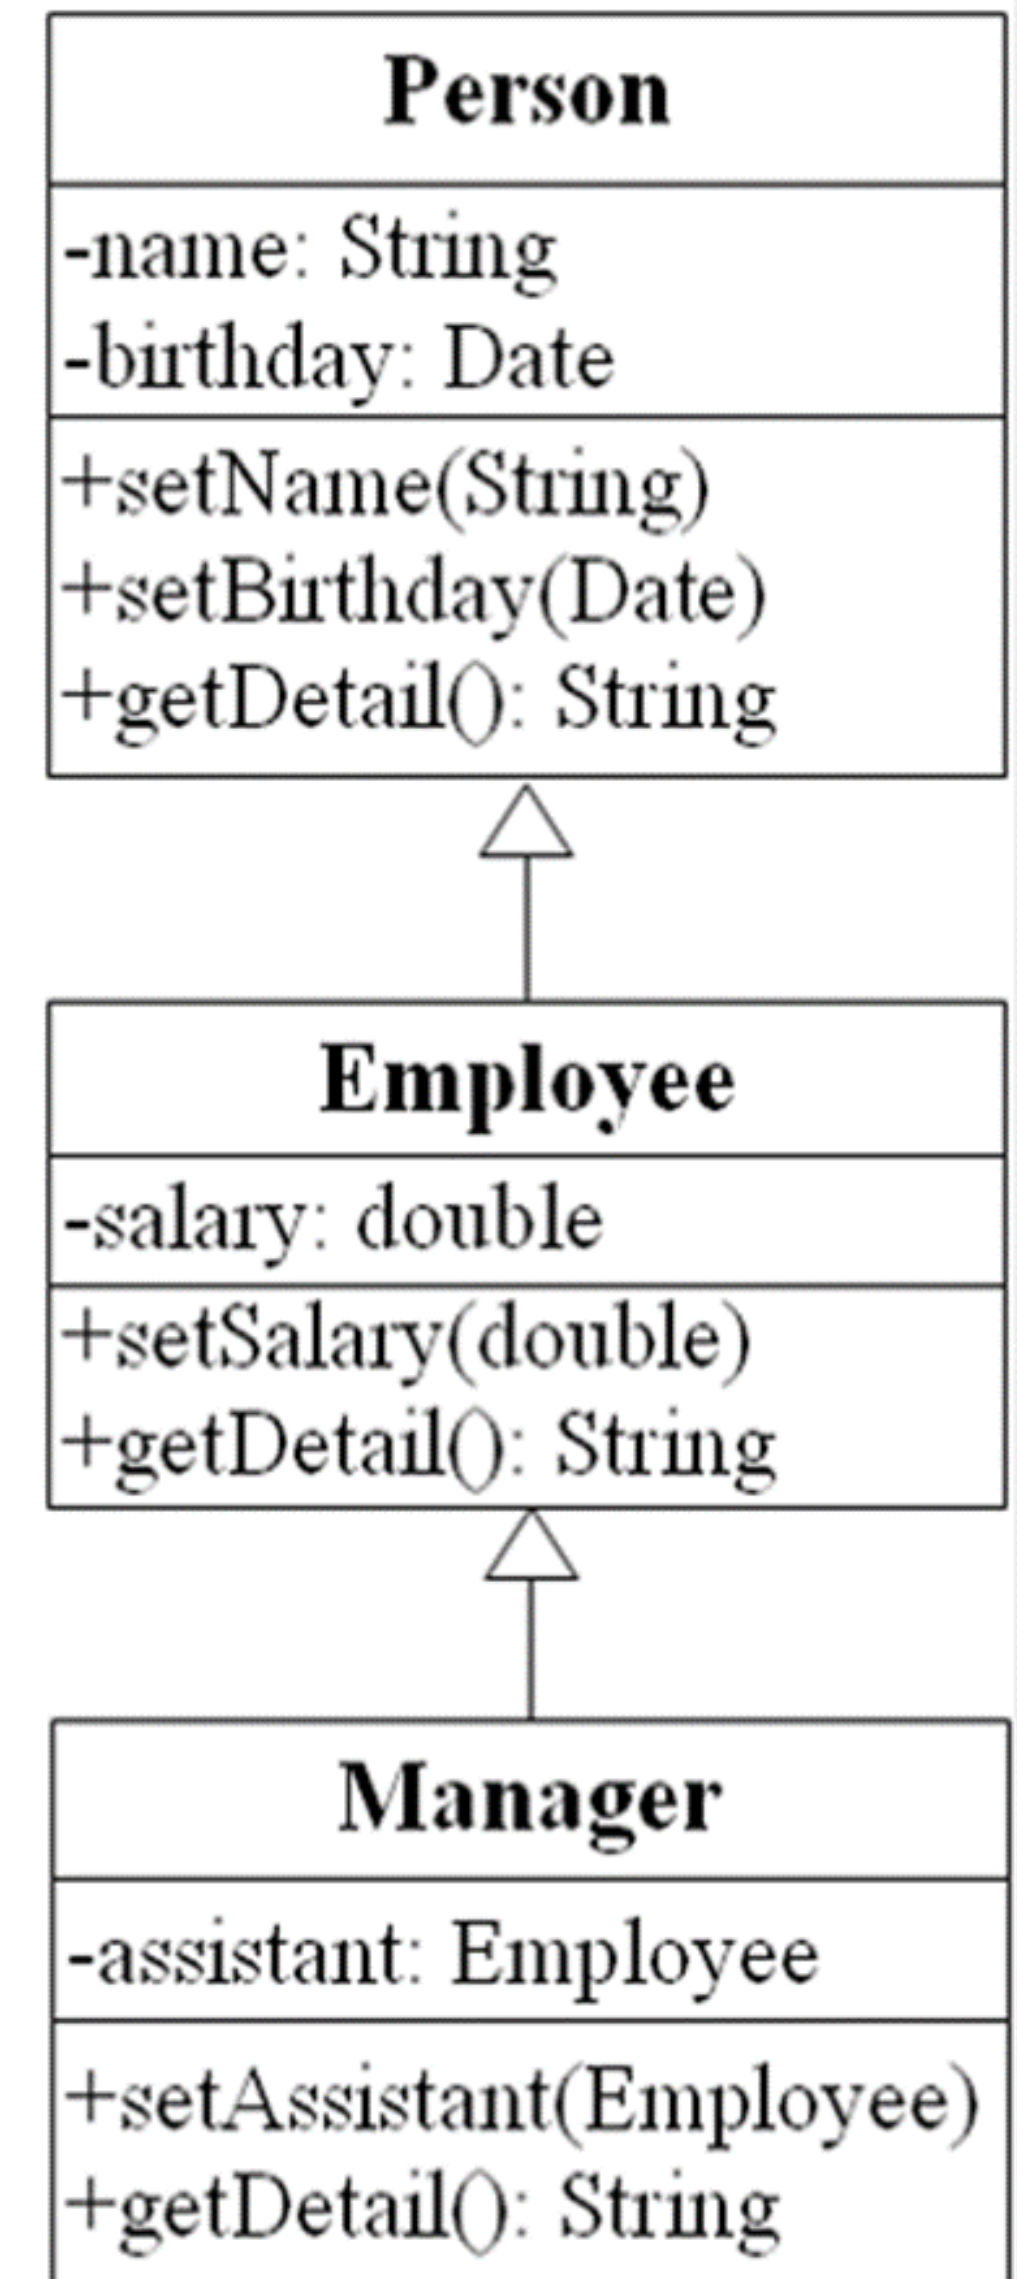 Person
-name: String
-birthday: Date
+setName(String)
+setBirthday(Date)
+getDetail(): String
Employee
-salary: double
+setSalary(double)
+getDetail(): String
Manager
-assistant: Employee
+setAssistant(Employee)
+getDetail(): String